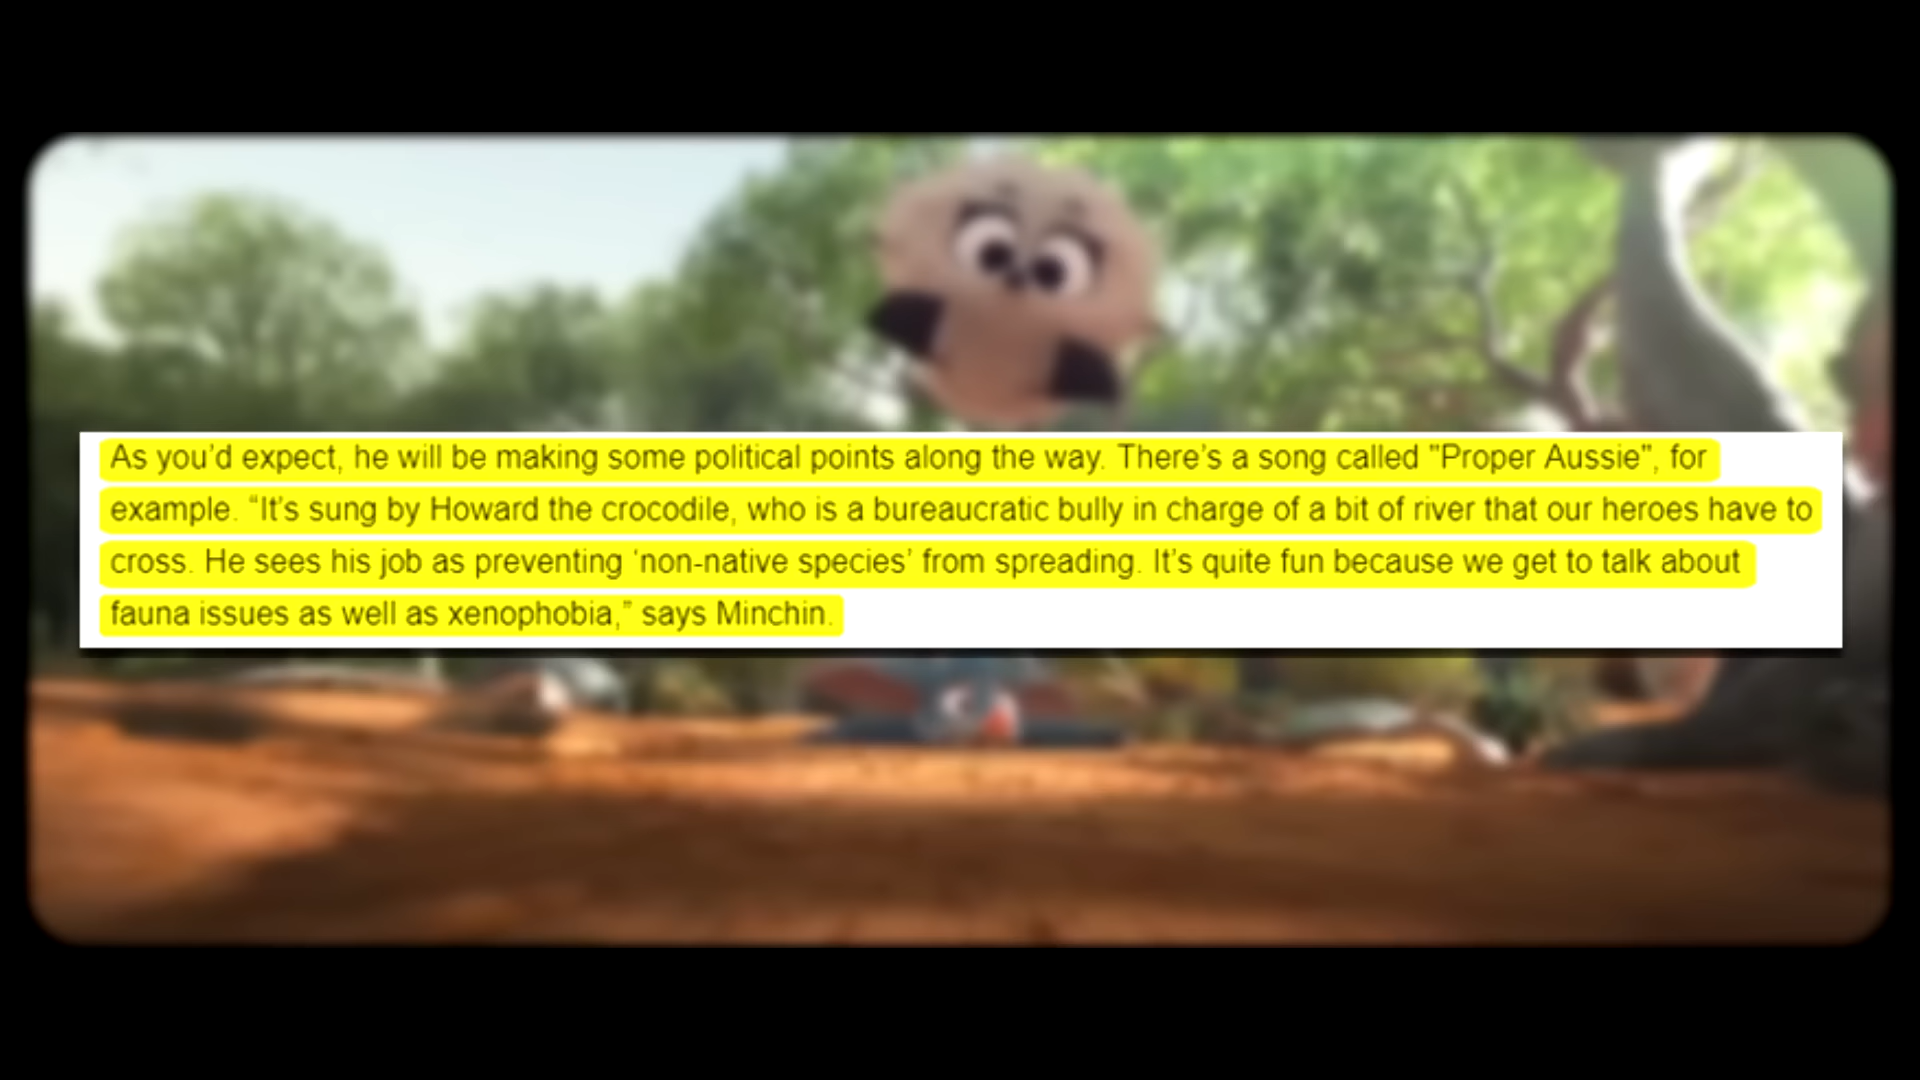 As you’d expect, he will be making some political points along the way. There’s a song called "Proper Aussie", for
example. “It’s sung by Howard the crocodile, who is a bureaucratic bully in charge of a bit of river that our heroes have to
cross. He sees his job as preventing ‘non-native species’ from spreading. It’s quite fun because we get to talk about
fauna issues as well as xenophobia,” says Minchin.